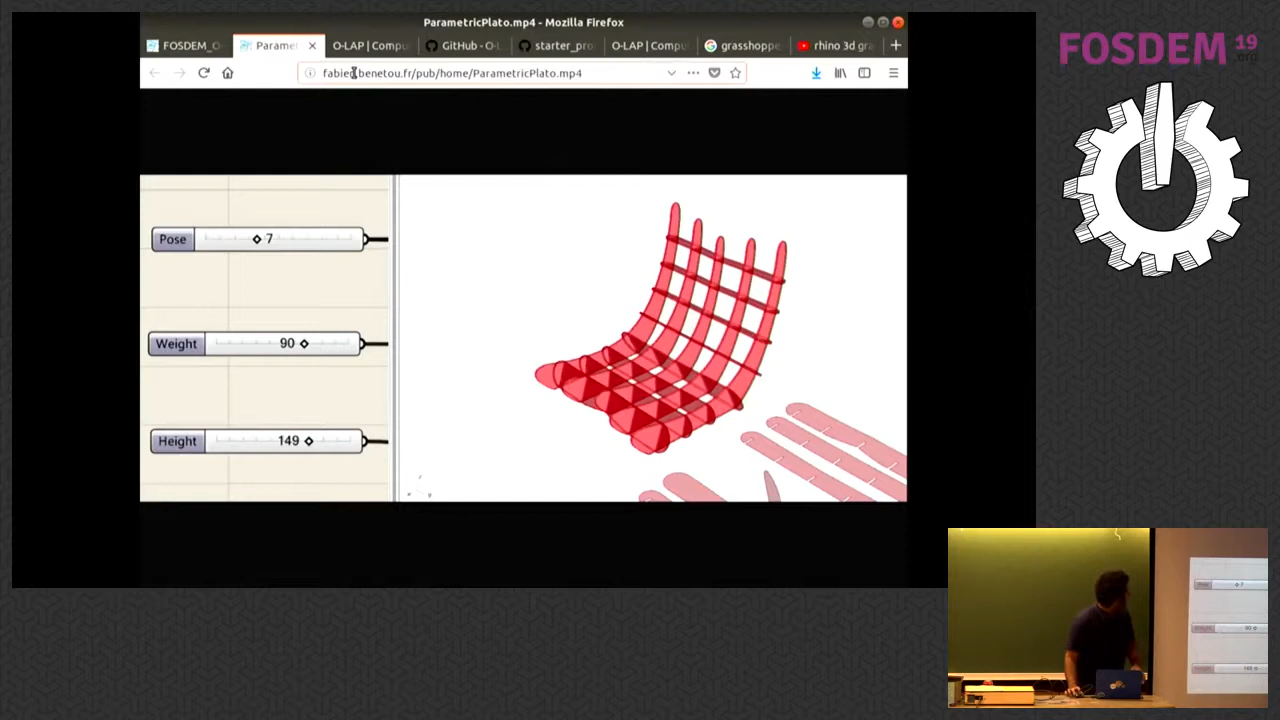 ParametricPlato.mp4 - Mozilla Firefox
FOSDEM_O
Paramet
O-LAP | Compu
GitHub - O-L
starter_pro
O-LAP | Compu
grasshoppe
rhino 3d gra
fabien.benetou.fr/pub/home/ParametricPlato.mp4
FOSDEM 19
.org
Pose
7
Weight
90
Height
149